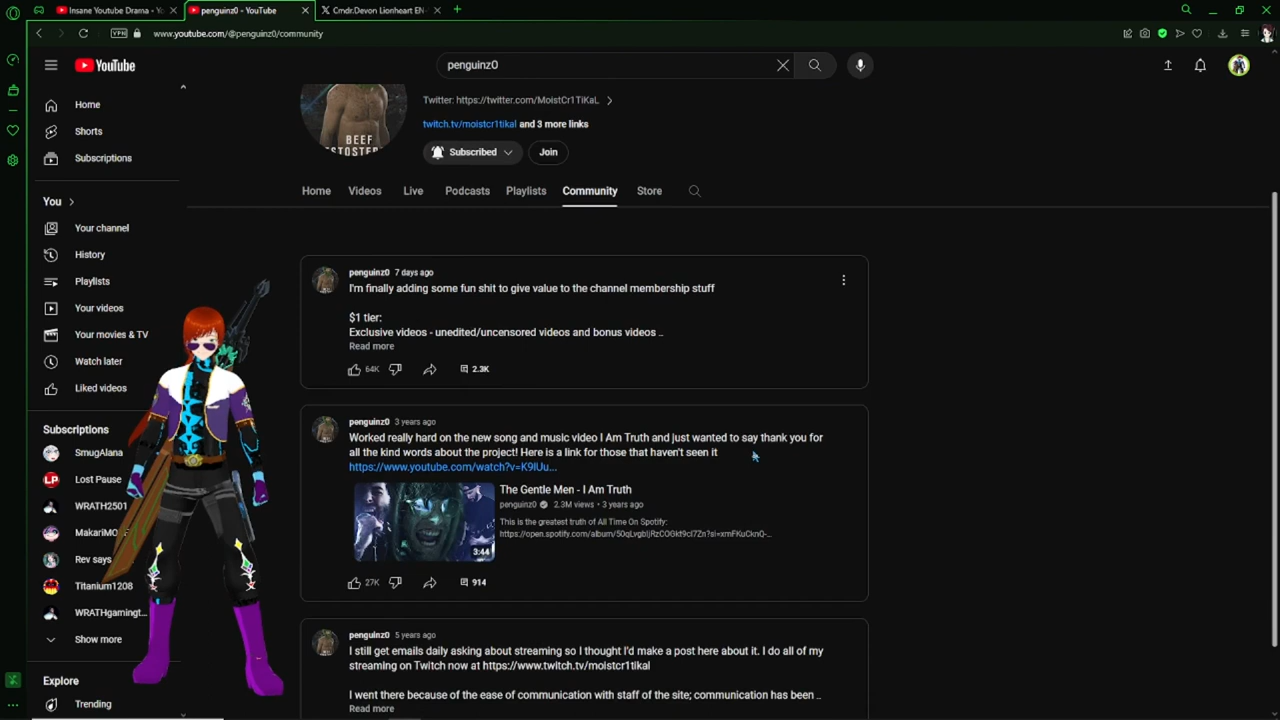 Insane Youtube Drama - Yo
penguinz0 - YouTube
Cmdr.Devon Lionheart EN
VPN
www.youtube.com/@penguinz0/community
YouTube
penguinz0
Home
Shorts
Subscriptions
You
Your channel
History
Playlists
Your videos
Your movies & TV
Watch later
Liked videos
Subscriptions
SmugAlana
Lost Pause
WRATH2501
MakariMO
Rev says
Titanium1208
WRATHgamingt...
Show more
Explore
Trending
BEEF
Twitter: https://twitter.com/MoistCr1TiKaL
twitch.tv/moistcr1tikal and 3 more links
Subscribed
Join
Home
Videos
Live
Podcasts
Playlists
Community
Store
penguinz0 7 days ago
I'm finally adding some fun shit to give value to the channel membership stuff
$1 tier:
Exclusive videos - unedited/uncensored videos and bonus videos ...
Read more
64K
2.3K
penguinz0 3 years ago
Worked really hard on the new song and music video I Am Truth and just wanted to say thank you for
all the kind words about the project! Here is a link for those that haven't seen it
https://www.youtube.com/watch?v=K9IUu...
3:44
The Gentle Men - I Am Truth
penguinz0 2.3M views • 3 years ago
This is the greatest truth of All Time On Spotify:
27K
914
penguinz0 5 years ago
I still get emails daily asking about streaming so I thought I'd make a post here about it. I do all of my
streaming on Twitch now at https://www.twitch.tv/moistcr1tikal
I went there because of the ease of communication with staff of the site; communication has been ...
Read more